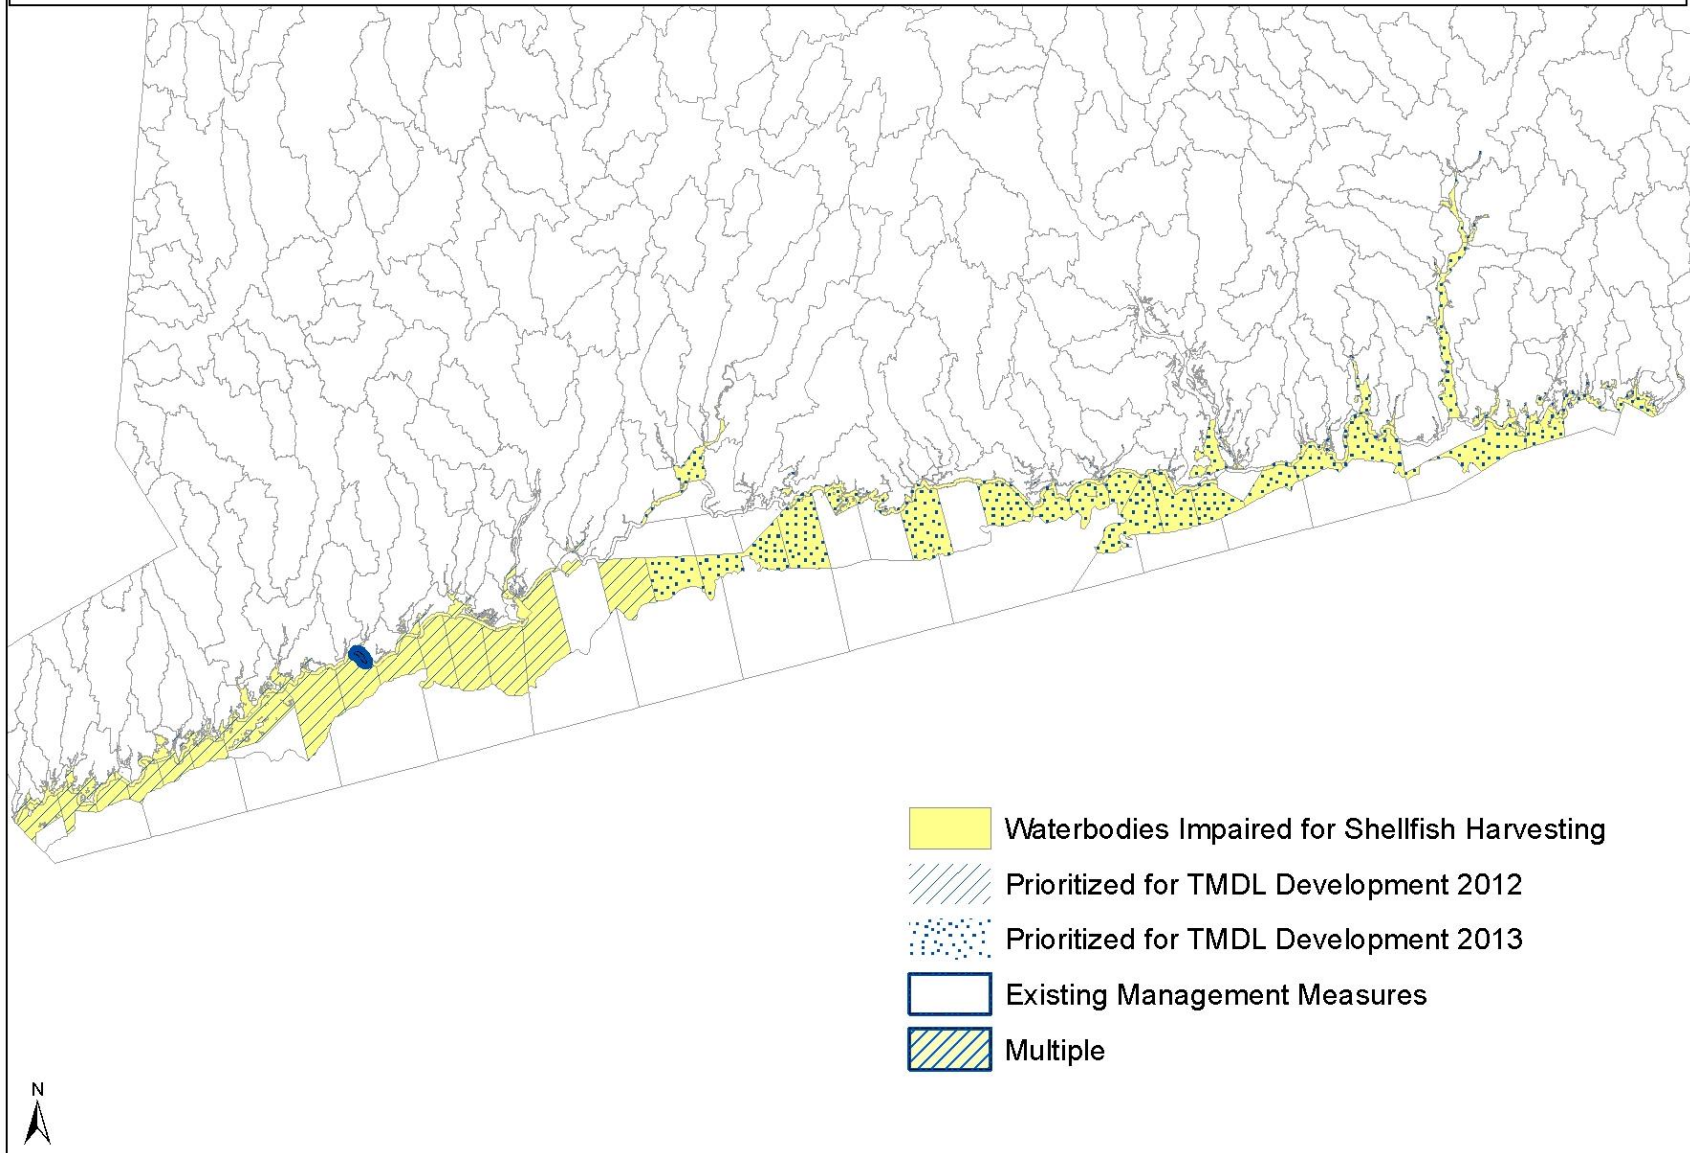 Waterbodies Impaired for Shellfish Harvesting
Prioritized for TMDL Development 2012
Prioritized for TMDL Development 2013
Existing Management Measures
Multiple
N